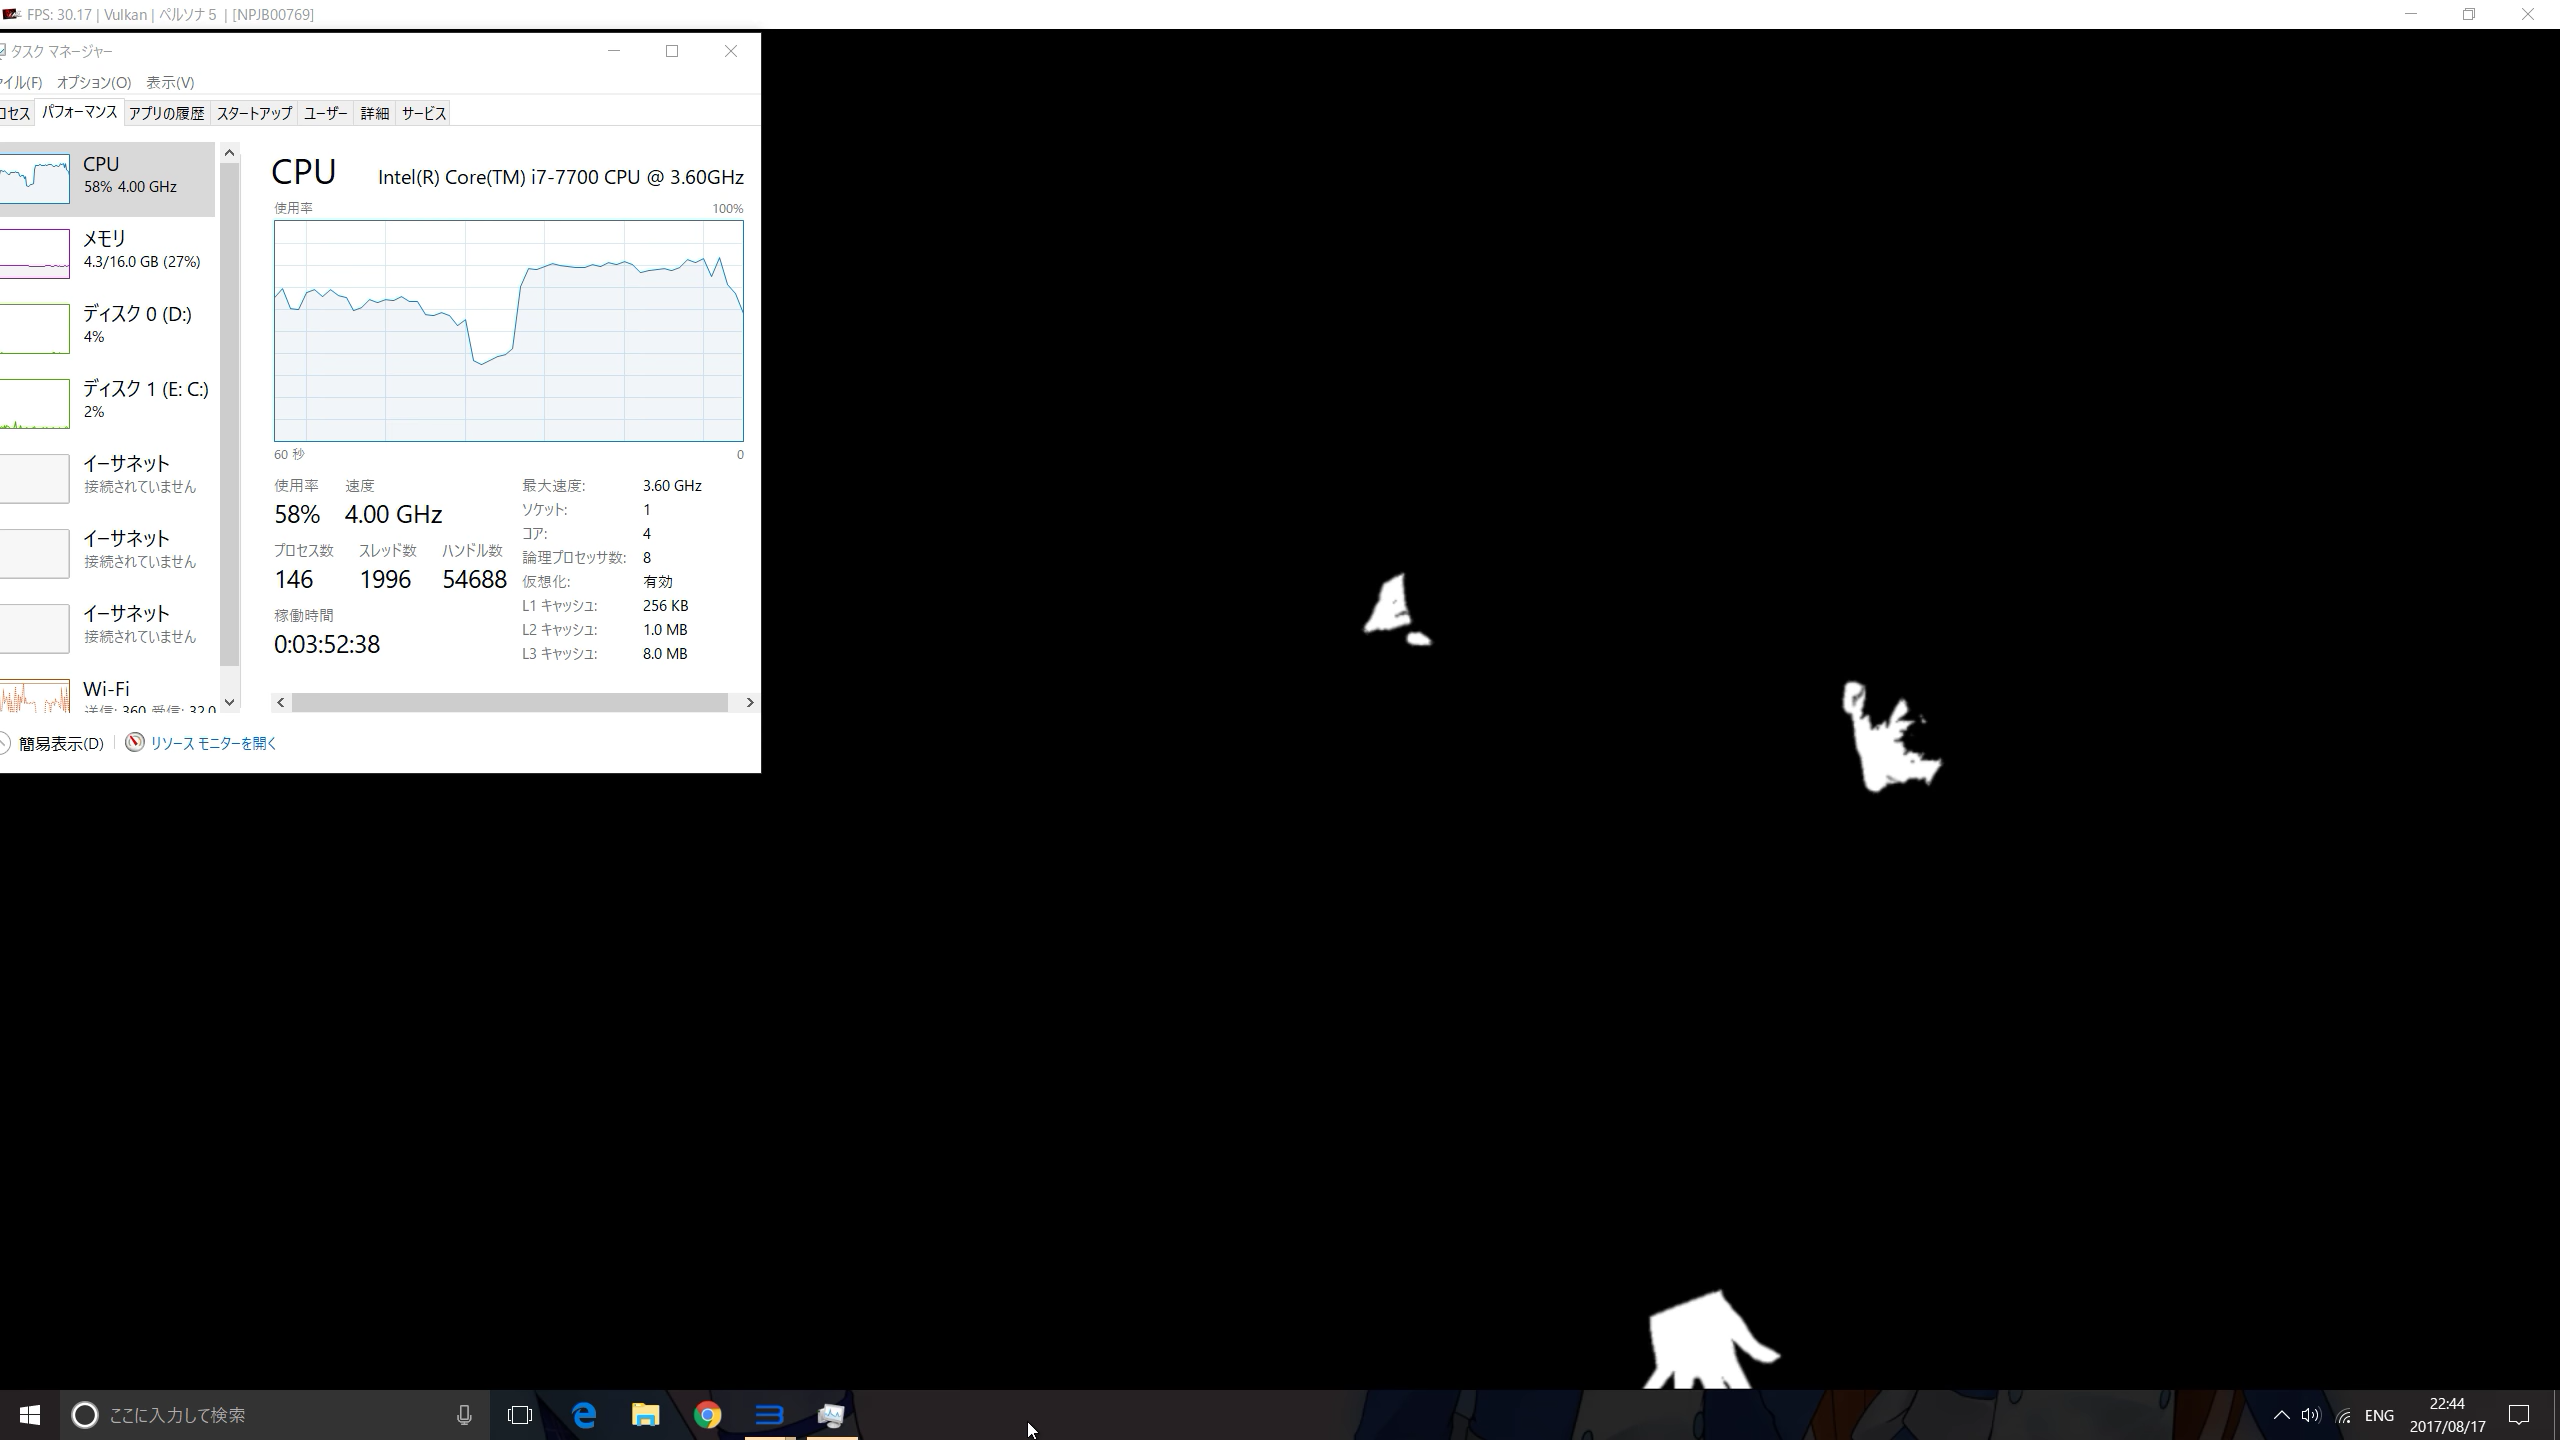 FPS: 30.17 | Vulkan | ペルソナ５ | [NPJB00769]
タスク マネージャー
イル(F) オプション(O) 表示(V)
ロセス パフォーマンス アプリの履歴 スタートアップ ユーザー 詳細 サービス
CPU
58% 4.00 GHz
メモリ
4.3/16.0 GB (27%)
ディスク 0 (D:)
4%
ディスク 1 (E: C:)
2%
イーサネット
接続されていません
イーサネット
接続されていません
イーサネット
接続されていません
Wi-Fi
送信: 360 受信: 32.0
CPU Intel(R) Core(TM) i7-7700 CPU @ 3.60GHz
使用率 100%
60 秒 0
使用率 速度
58% 4.00 GHz
プロセス数 スレッド数 ハンドル数
146 1996 54688
稼働時間
0:03:52:38
最大速度: 3.60 GHz
ソケット: 1
コア: 4
論理プロセッサ数: 8
仮想化: 有効
L1 キャッシュ: 256 KB
L2 キャッシュ: 1.0 MB
L3 キャッシュ: 8.0 MB
簡易表示(D) リソース モニターを開く
ここに入力して検索
ENG
22:44
2017/08/17